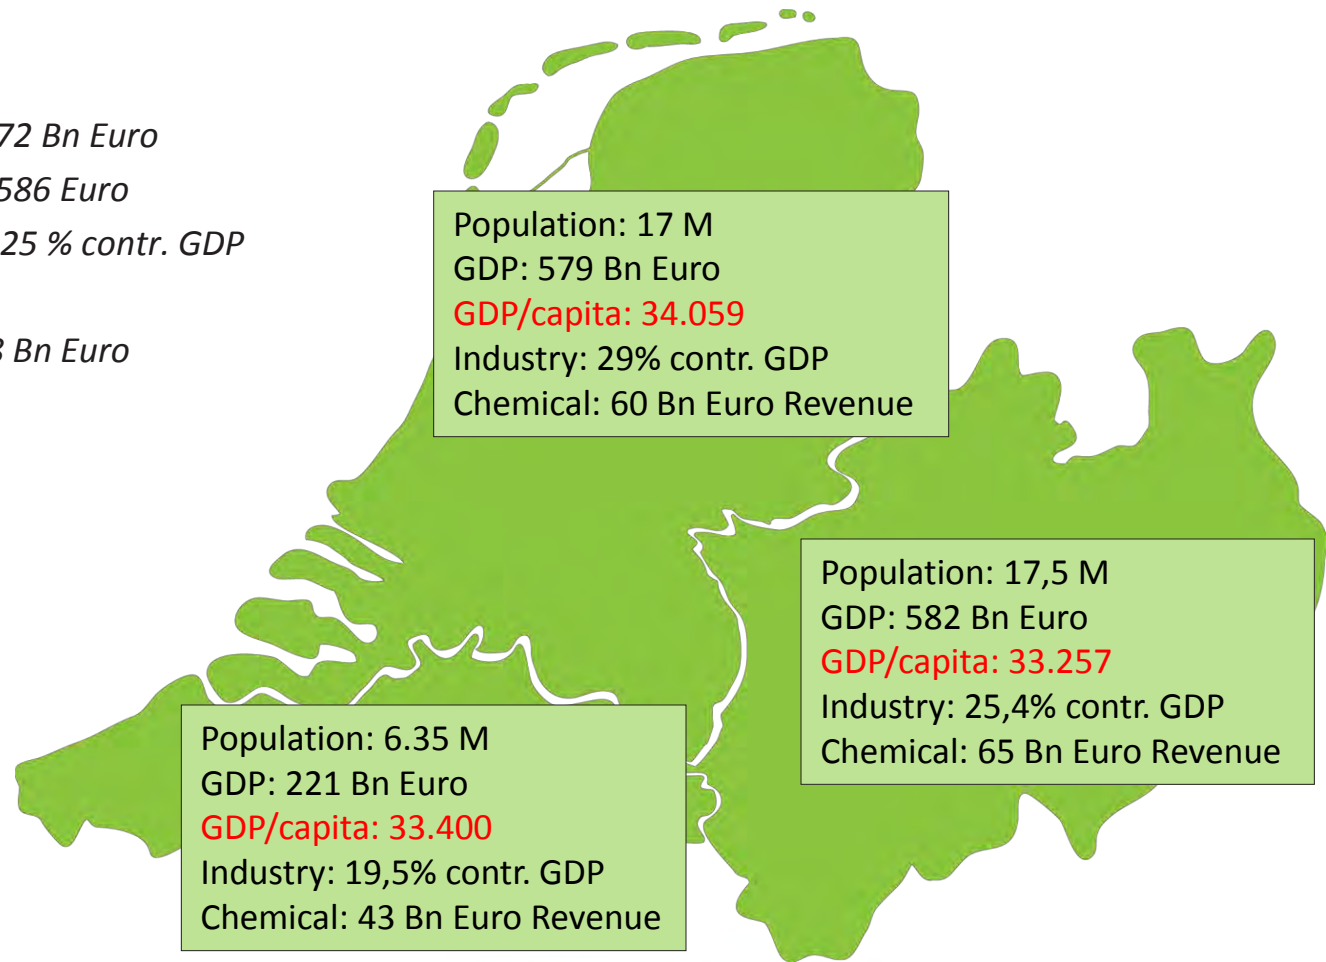 72 Bn Euro
586 Euro
25 % contr. GDP
Bn Euro
Population: 17 M
GDP: 579 Bn Euro
GDP/capita: 34.059
Industry: 29% contr. GDP
Chemical: 60 Bn Euro Revenue
Population: 17,5 M
GDP: 582 Bn Euro
GDP/capita: 33.257
Industry: 25,4% contr. GDP
Chemical: 65 Bn Euro Revenue
Population: 6.35 M
GDP: 221 Bn Euro
GDP/capita: 33.400
Industry: 19,5% contr. GDP
Chemical: 43 Bn Euro Revenue